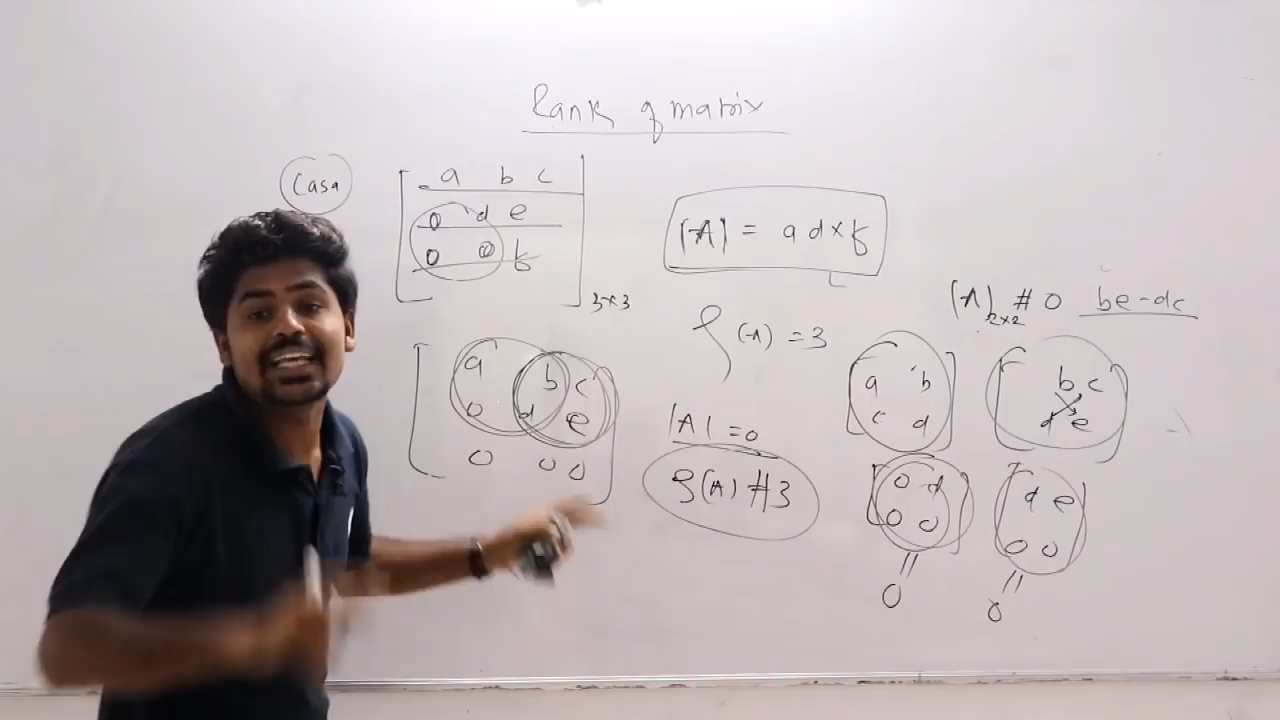 Rank of matrix
Casa
a b c
0 d e
0 0 f
3×3
|A| = a d × f
ρ(A) = 3
|A|2×2 # 0 be-dc
a b c
0 d e
0 0 0
|A| = 0
ρ(A) # 3
a b
c d
b c
d e
0 d
0 0
0
d e
0 0
0